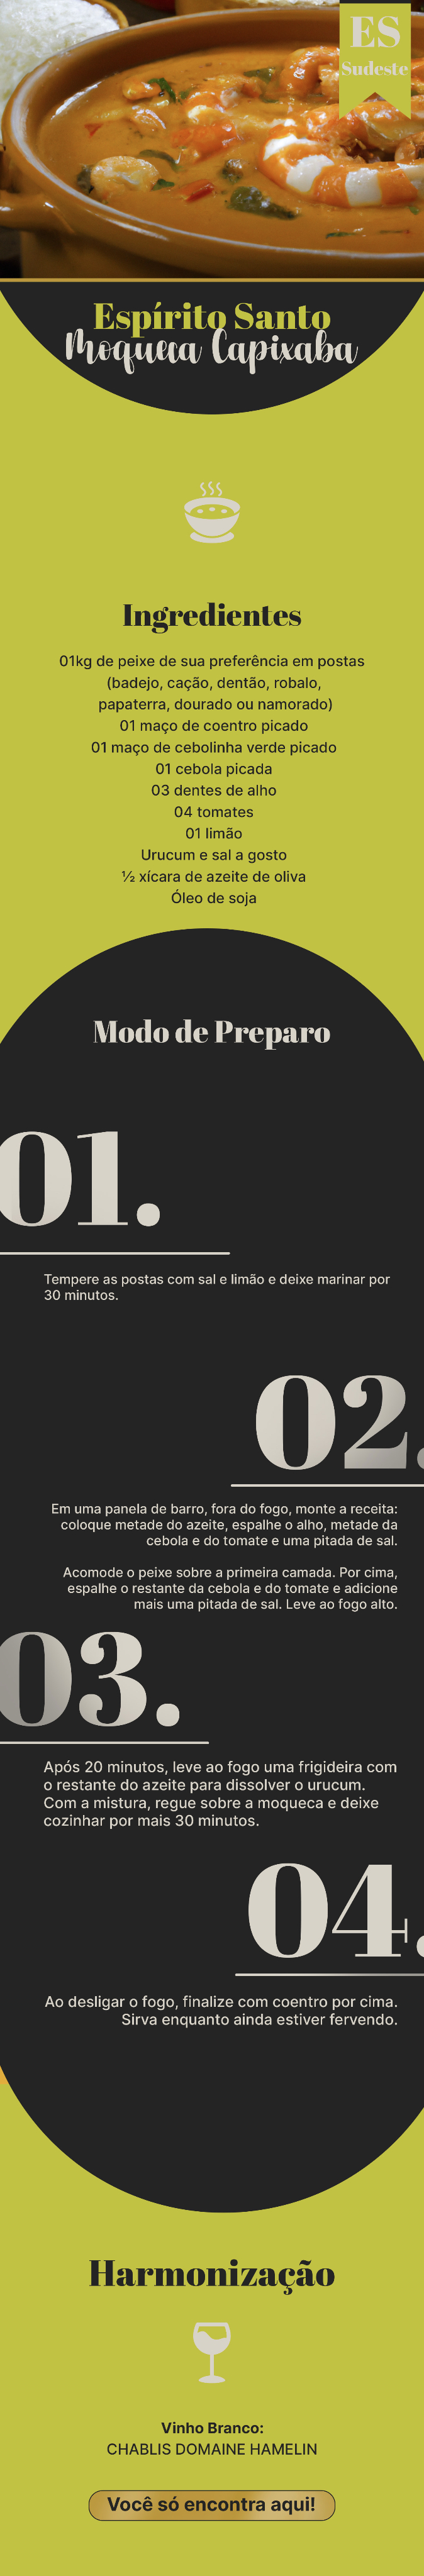 ES
Sudeste
Espírito Santo
Moqueca Capixaba
Ingredientes
01kg de peixe de sua preferência em postas
(badejo, cação, dentão, robalo,
papaterra, dourado ou namorado)
01 maço de coentro picado
01 maço de cebolinha verde picado
01 cebola picada
03 dentes de alho
04 tomates
01 limão
Urucum e sal a gosto
½ xícara de azeite de oliva
Óleo de soja
Modo de Preparo
01.
Tempere as postas com sal e limão e deixe marinar por
30 minutos.
02.
Em uma panela de barro, fora do fogo, monte a receita:
coloque metade do azeite, espalhe o alho, metade da
cebola e do tomate e uma pitada de sal.
Acomode o peixe sobre a primeira camada. Por cima,
espalhe o restante da cebola e do tomate e adicione
mais uma pitada de sal. Leve ao fogo alto.
03.
Após 20 minutos, leve ao fogo uma frigideira com
o restante do azeite para dissolver o urucum.
Com a mistura, regue sobre a moqueca e deixe
cozinhar por mais 30 minutos.
04.
Ao desligar o fogo, finalize com coentro por cima.
Sirva enquanto ainda estiver fervendo.
Harmonização
Vinho Branco:
CHABLIS DOMAINE HAMELIN
Você só encontra aqui!